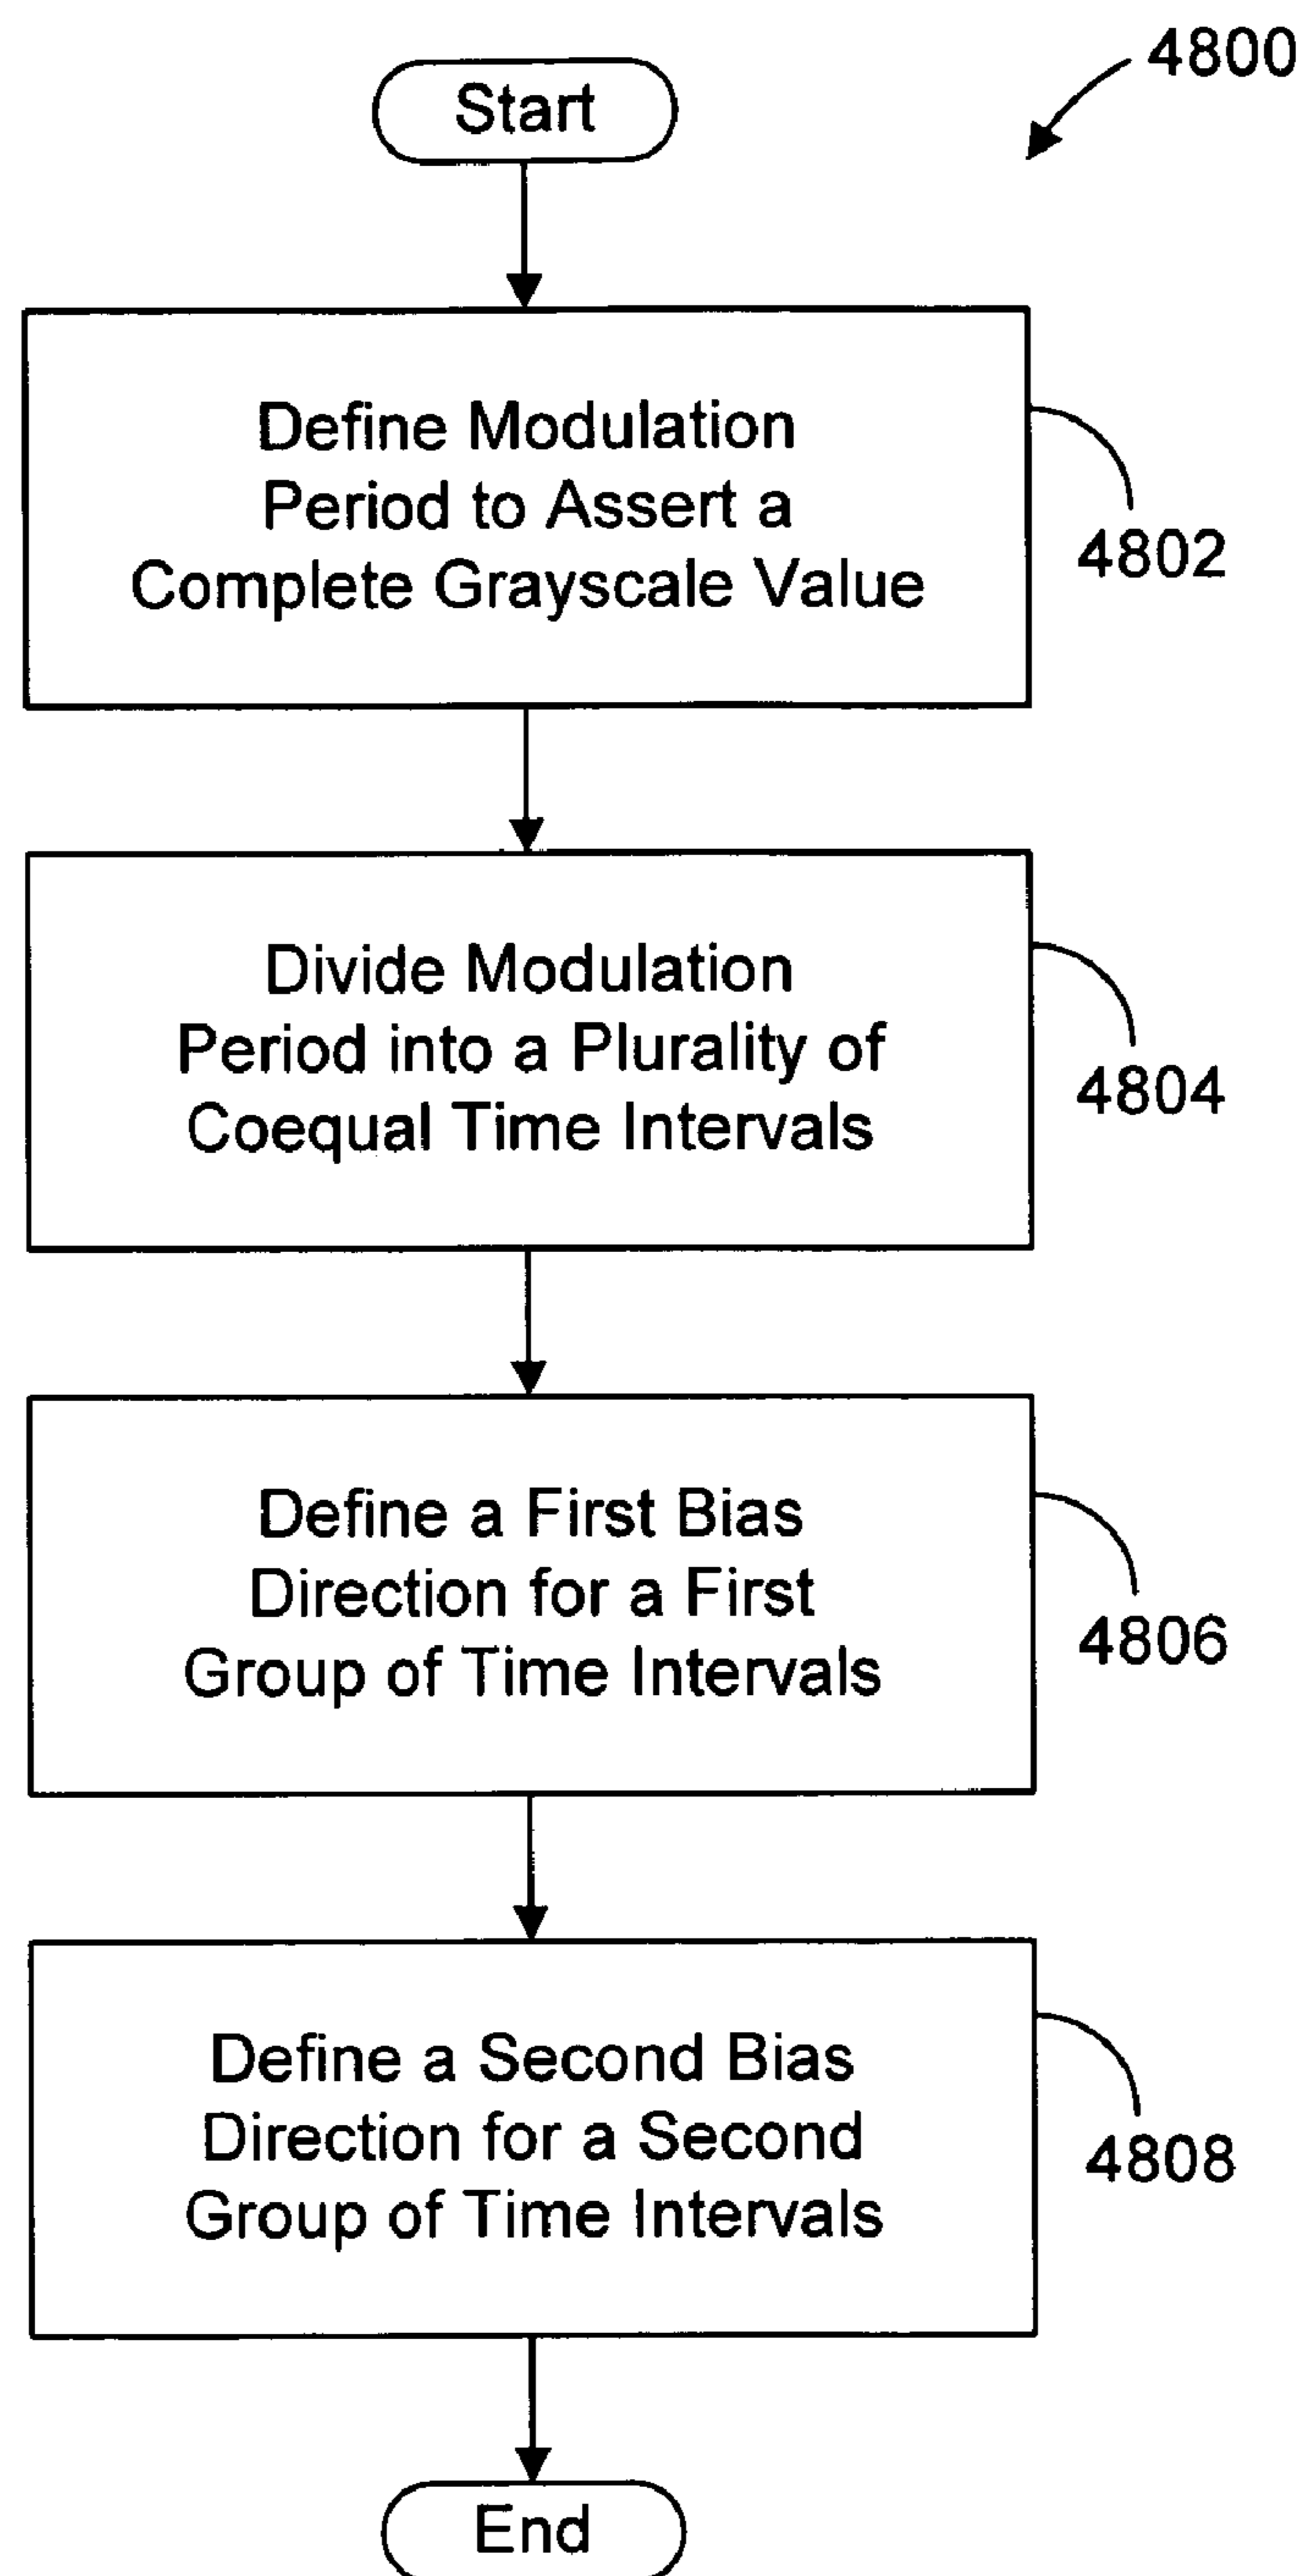 4800
Start
Define Modulation
Period to Assert a
Complete Grayscale Value
4802
Divide Modulation
Period into a Plurality of
Coequal Time Intervals
4804
Define a First Bias
Direction for a First
Group of Time Intervals
4806
Define a Second Bias
Direction for a Second
Group of Time Intervals
4808
End